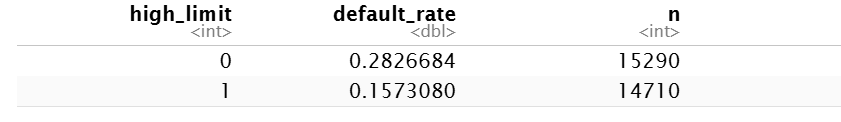 high_limit default_rate n
<int> <dbl> <int>
0 0.2826684 15290
1 0.1573080 14710